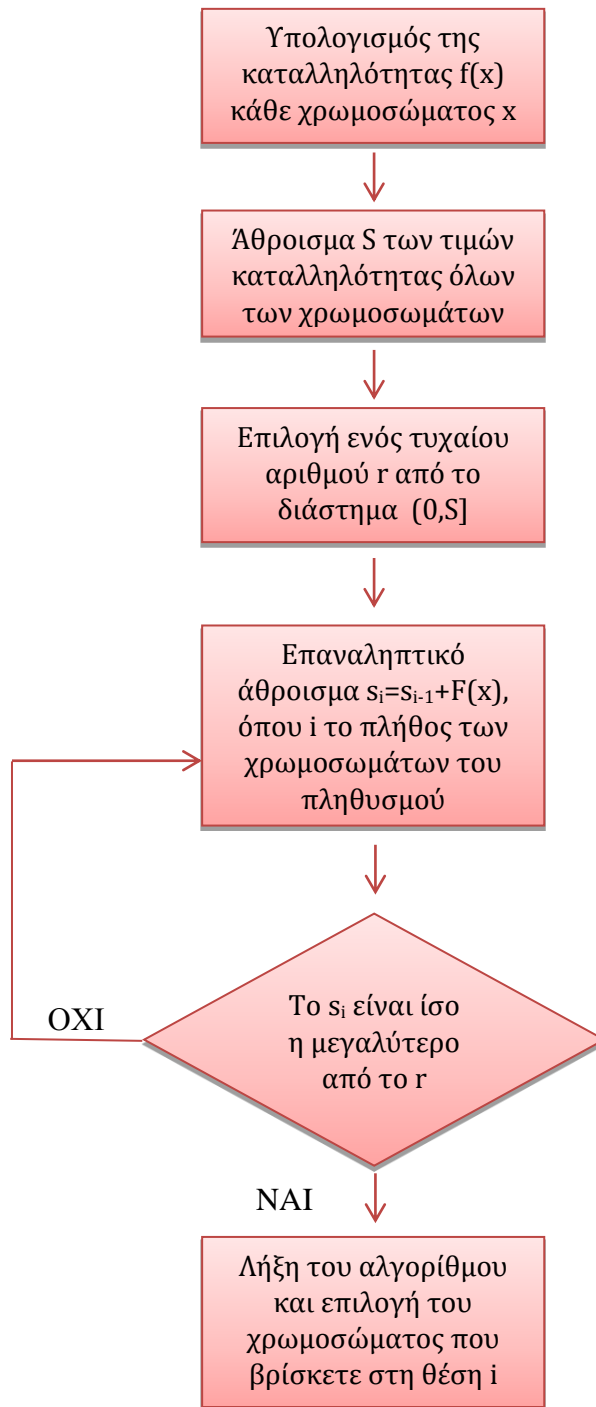 Υπολογισμός της
καταλληλότητας f(x)
κάθε χρωμοσώματος x
Άθροισμα S των τιμών
καταλληλότητας όλων
των χρωμοσωμάτων
Επιλογή ενός τυχαίου
αριθμού r από το
διάστημα (0,S]
Επαναληπτικό
άθροισμα sᵢ=sᵢ₋₁+F(x),
όπου i το πλήθος των
χρωμοσωμάτων του
πληθυσμού
Το sᵢ είναι ίσο
η μεγαλύτερο
από το r
ΟΧΙ
ΝΑΙ
Λήξη του αλγορίθμου
και επιλογή του
χρωμοσώματος που
βρίσκετε στη θέση i